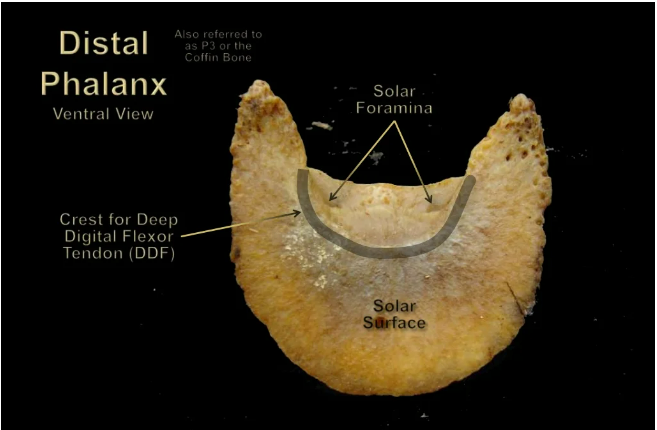 Distal
Phalanx
Ventral View
Also referred to
as P3 or the
Coffin Bone
Solar
Foramina
Crest for Deep
Digital Flexor
Tendon (DDF)
Solar
Surface